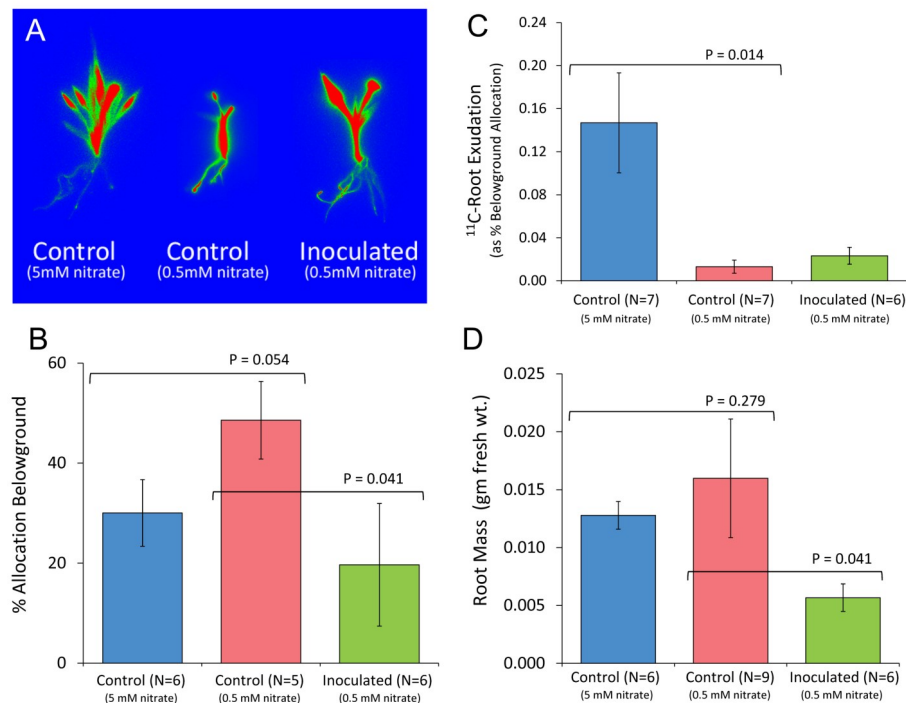 A
Control
(5mM nitrate)
Control
(0.5mM nitrate)
Inoculated
(0.5mM nitrate)
B
% Allocation Belowground
60
40
20
0
P = 0.054
P = 0.041
Control (N=6)
(5 mM nitrate)
Control (N=5)
(0.5 mM nitrate)
Inoculated (N=6)
(0.5 mM nitrate)
C
¹¹C-Root Exudation
(as % Belowground Allocation)
0.24
0.20
0.16
0.12
0.08
0.04
0.00
P = 0.014
Control (N=7)
(5 mM nitrate)
Control (N=7)
(0.5 mM nitrate)
Inoculated (N=6)
(0.5 mM nitrate)
D
Root Mass (gm fresh wt.)
0.025
0.020
0.015
0.010
0.005
0.000
P = 0.279
P = 0.041
Control (N=6)
(5 mM nitrate)
Control (N=9)
(0.5 mM nitrate)
Inoculated (N=6)
(0.5 mM nitrate)